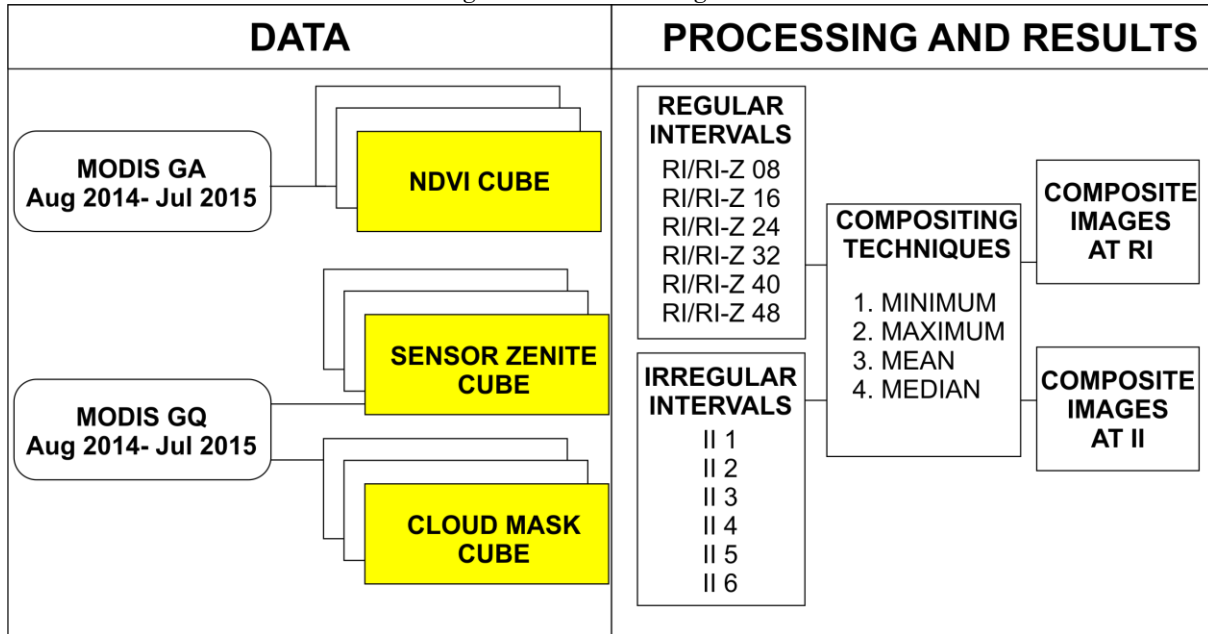 DATA
MODIS GA
Aug 2014- Jul 2015
NDVI CUBE
SENSOR ZENITE
CUBE
MODIS GQ
Aug 2014- Jul 2015
CLOUD MASK
CUBE
PROCESSING AND RESULTS
REGULAR
INTERVALS
RI/RI-Z 08
RI/RI-Z 16
RI/RI-Z 24
RI/RI-Z 32
RI/RI-Z 40
RI/RI-Z 48
IRREGULAR
INTERVALS
II 1
II 2
II 3
II 4
II 5
II 6
COMPOSITING
TECHNIQUES
1. MINIMUM
2. MAXIMUM
3. MEAN
4. MEDIAN
COMPOSITE
IMAGES
AT RI
COMPOSITE
IMAGES
AT II